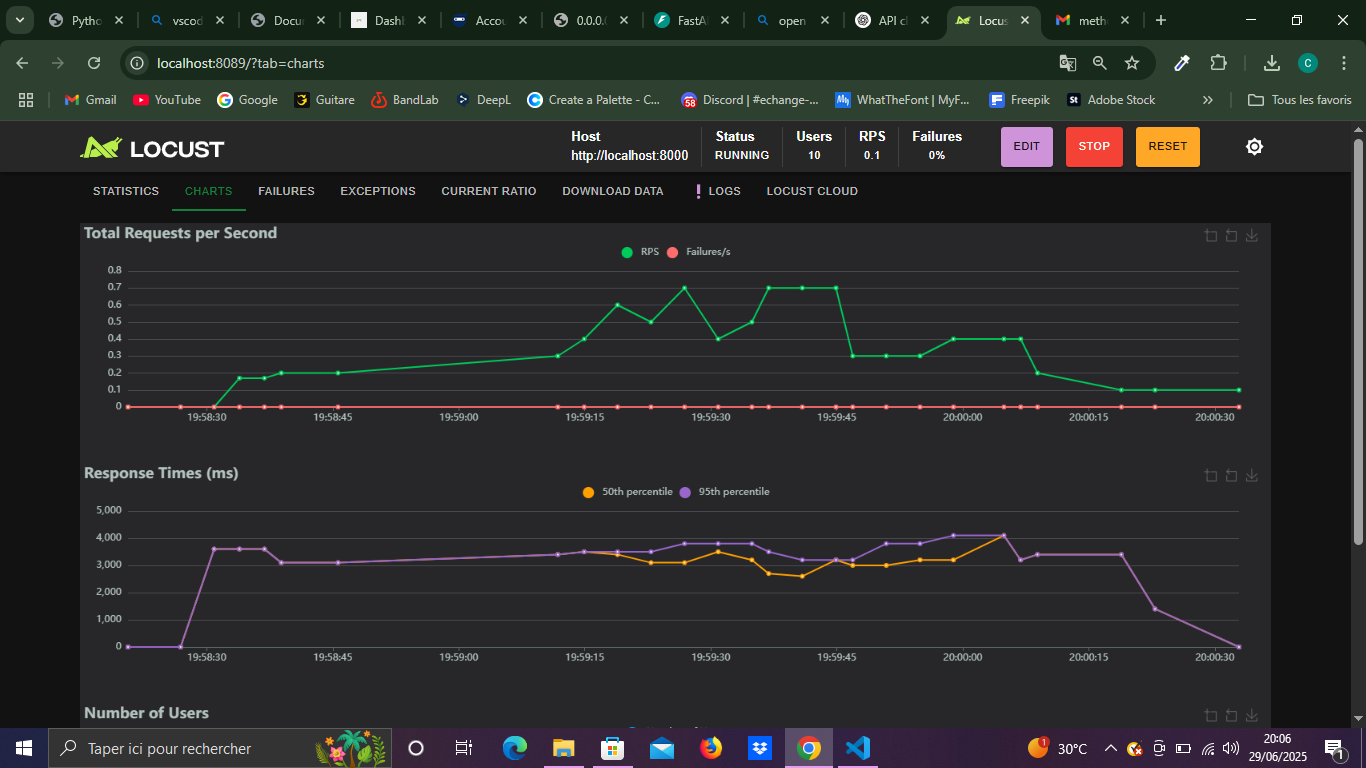 Pytho
vscod
Docu
Dashb
Accou
0.0.0.
FastA
open
API cl
Locus
meth
localhost:8089/?tab=charts
C
Gmail
YouTube
Google
Guitare
BandLab
DeepL
Create a Palette - C...
Discord | #echange-...
WhatTheFont | MyF...
Freepik
Adobe Stock
Tous les favoris
LOCUST
Host
http://localhost:8000
Status
RUNNING
Users
10
RPS
0.1
Failures
0%
EDIT
STOP
RESET
STATISTICS
CHARTS
FAILURES
EXCEPTIONS
CURRENT RATIO
DOWNLOAD DATA
LOGS
LOCUST CLOUD
Total Requests per Second
RPS Failures/s
0.8
0.7
0.6
0.5
0.4
0.3
0.2
0.1
0
19:58:30 19:58:45 19:59:00 19:59:15 19:59:30 19:59:45 20:00:00 20:00:15 20:00:30
Response Times (ms)
50th percentile 95th percentile
5,000
4,000
3,000
2,000
1,000
0
19:58:30 19:58:45 19:59:00 19:59:15 19:59:30 19:59:45 20:00:00 20:00:15 20:00:30
Number of Users
Taper ici pour rechercher
30°C
20:06
29/06/2025
1